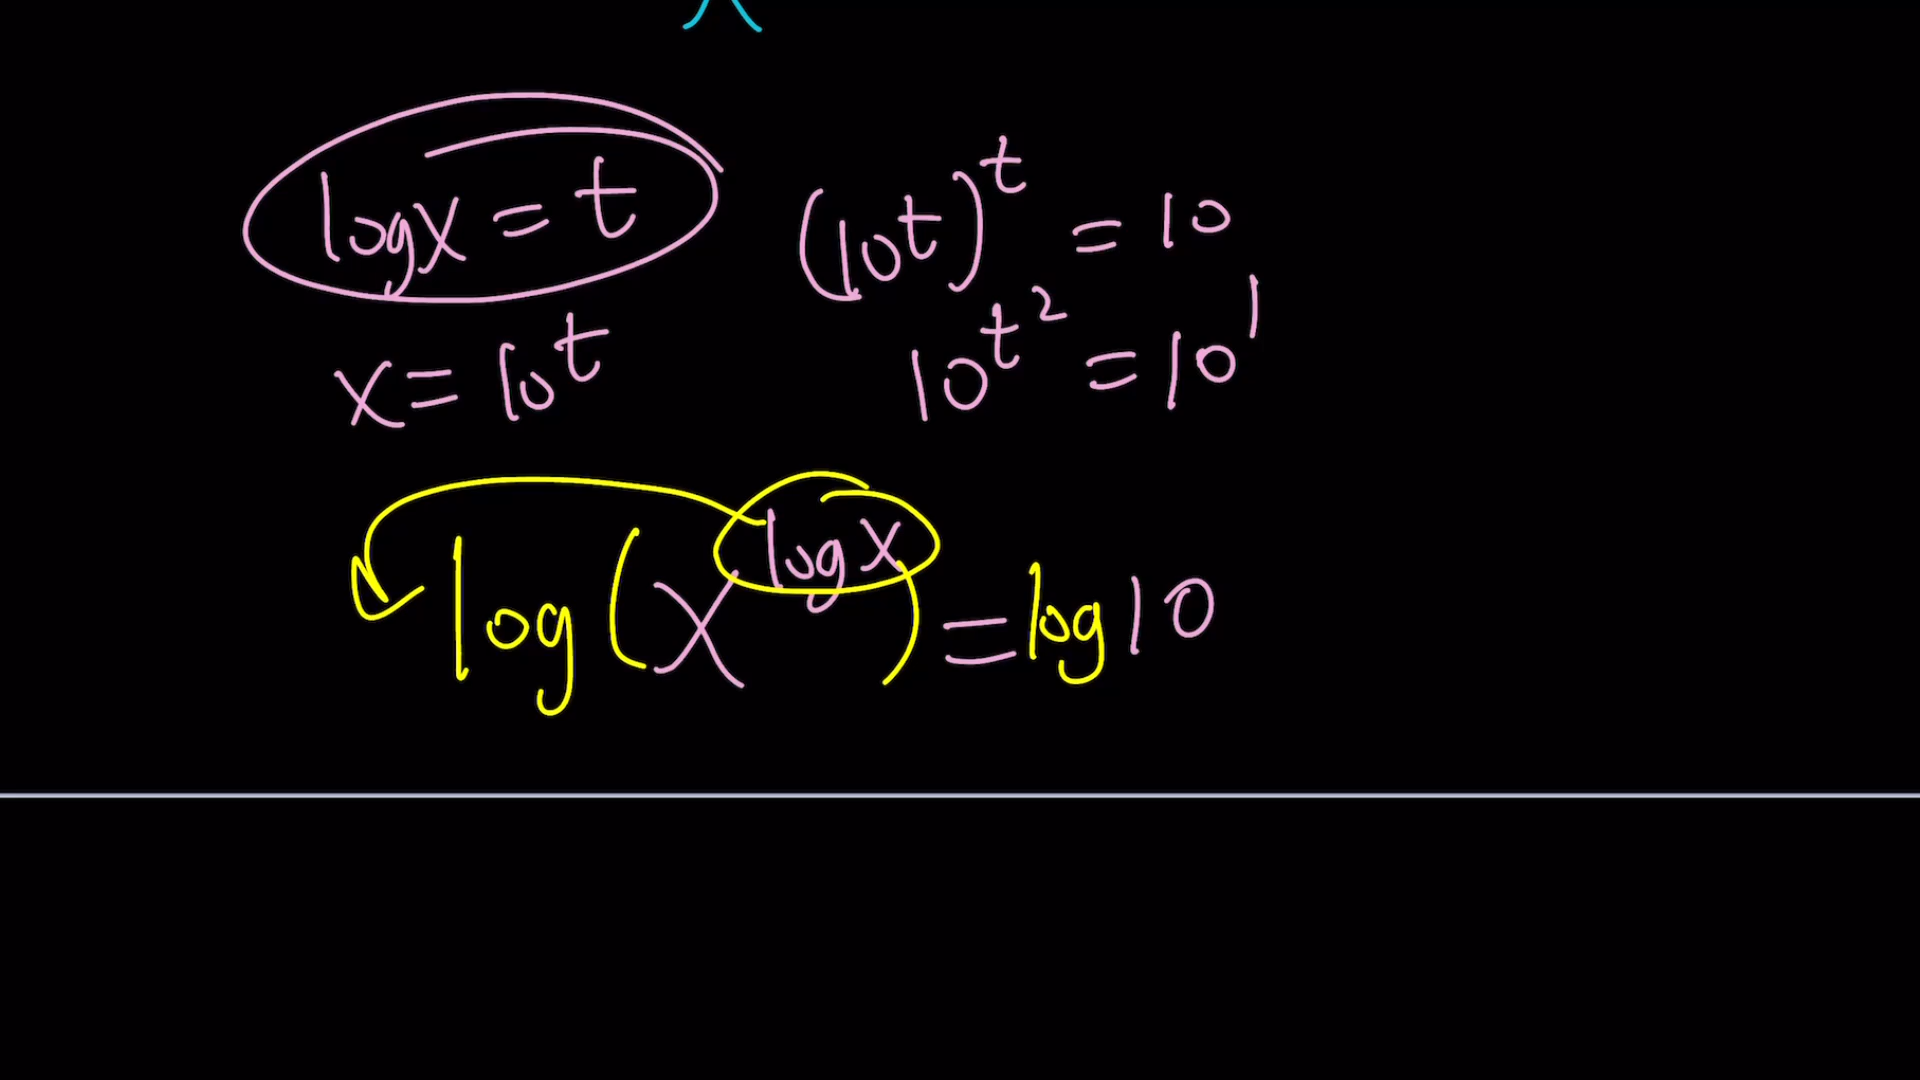 log x = t
(10^t)^t = 10
x = 10^t
10^t^2 = 10^1
log(x^log x) = log 10